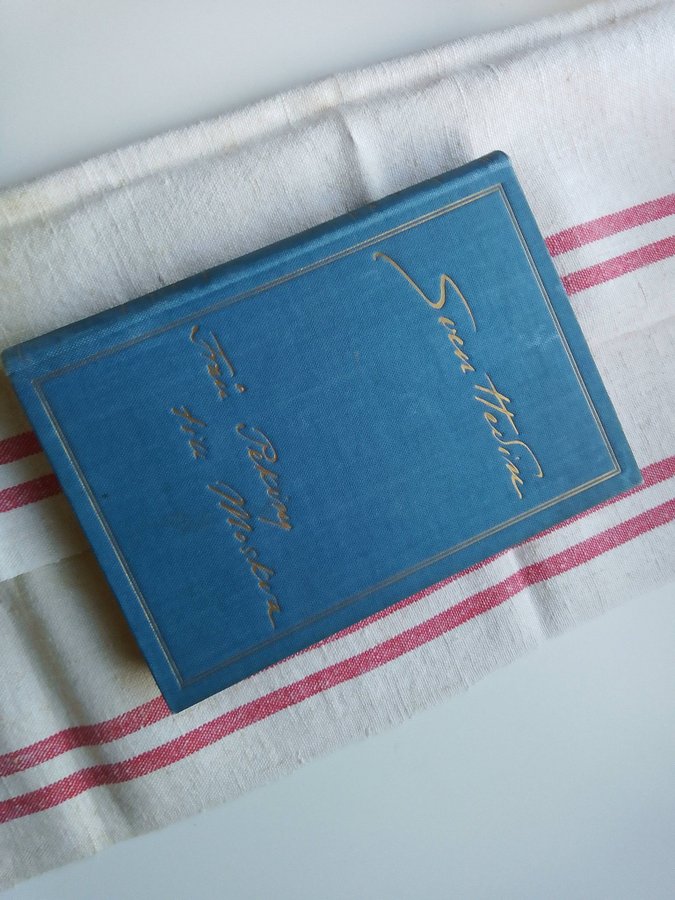 Sven Hedin
Från Peking
till Moskva